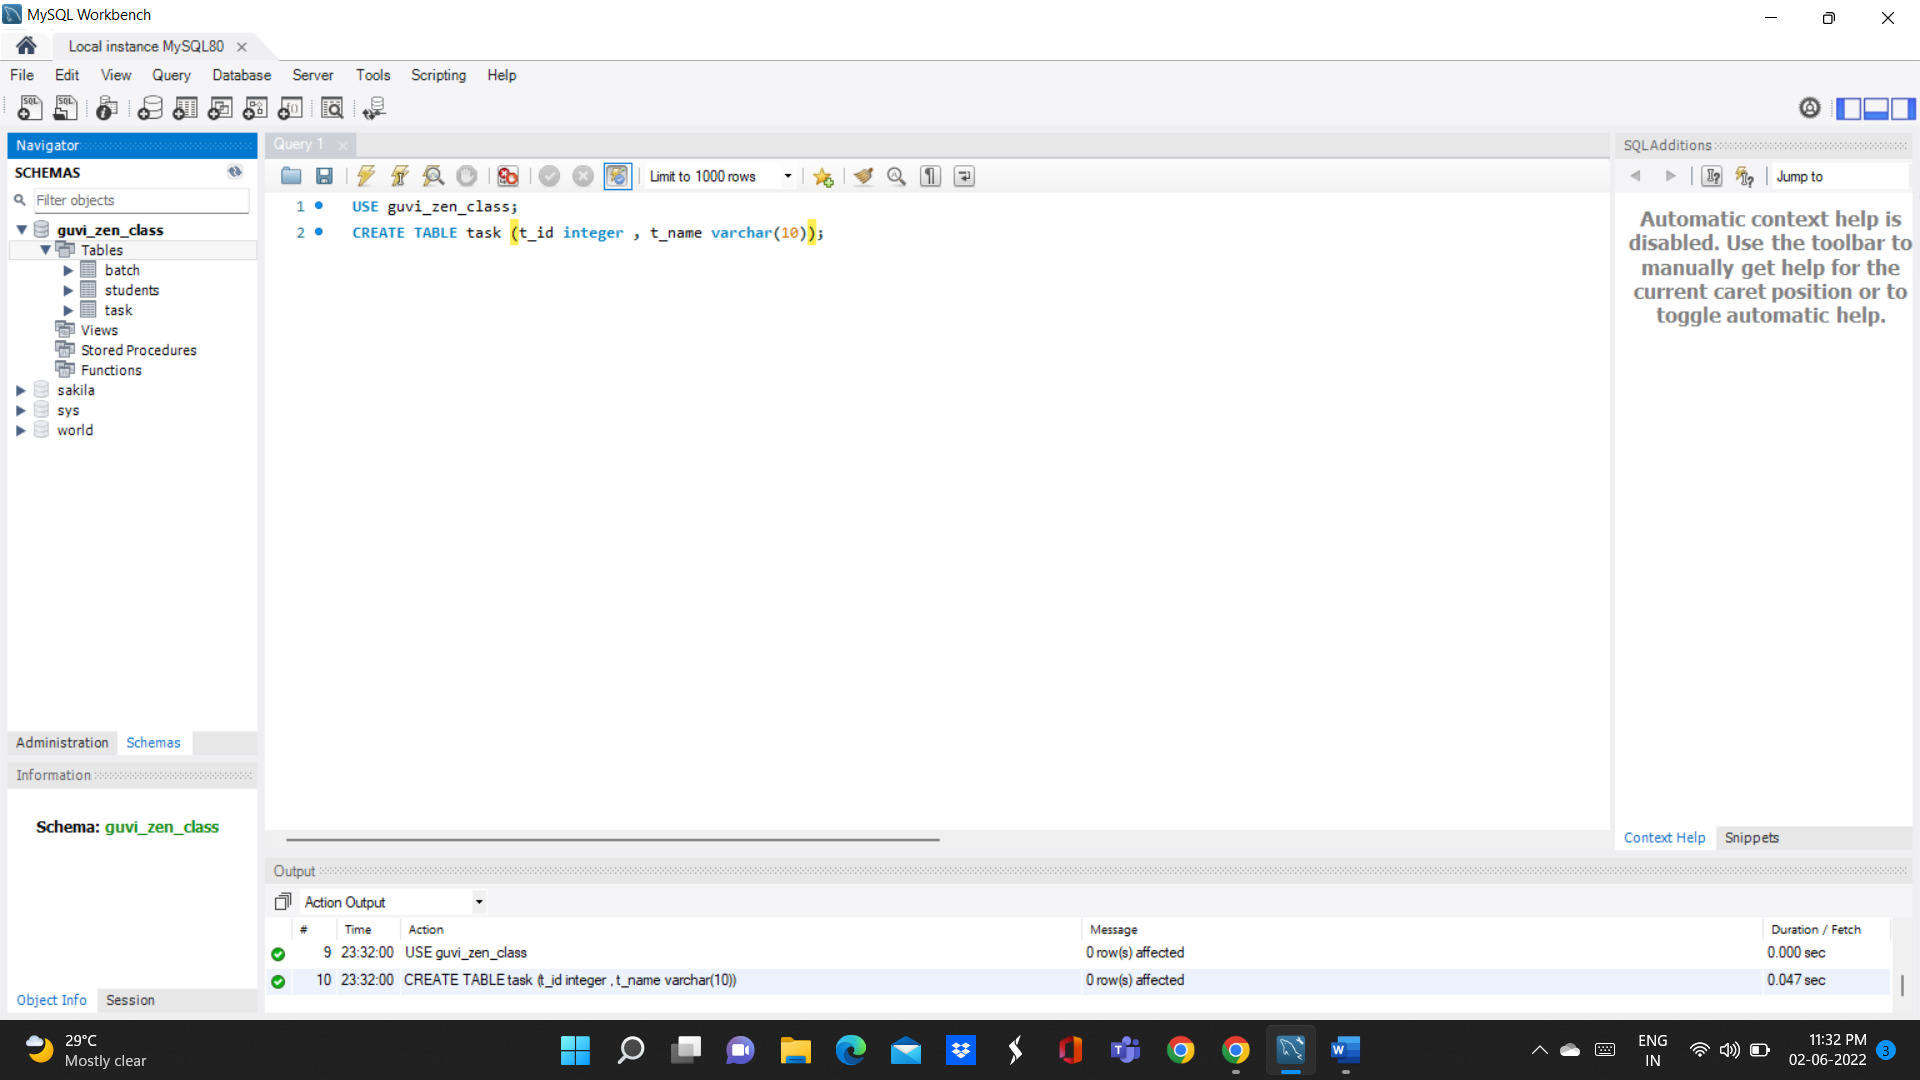 MySQL Workbench
Local instance MySQL80
File Edit View Query Database Server Tools Scripting Help
Navigator
SCHEMAS
Filter objects
guvi_zen_class
Tables
batch
students
task
Views
Stored Procedures
Functions
sakila
sys
world
Administration Schemas
Information
Schema: guvi_zen_class
Object Info Session
Query 1
Limit to 1000 rows
1 USE guvi_zen_class;
2 CREATE TABLE task (t_id integer , t_name varchar(10));
SQLAdditions
Jump to
Automatic context help is
disabled. Use the toolbar to
manually get help for the
current caret position or to
toggle automatic help.
Context Help Snippets
Output
Action Output
# Time Action Message Duration / Fetch
9 23:32:00 USE guvi_zen_class 0 row(s) affected 0.000 sec
10 23:32:00 CREATE TABLE task (t_id integer , t_name varchar(10)) 0 row(s) affected 0.047 sec
29°C
Mostly clear
ENG
IN
11:32 PM
02-06-2022
3